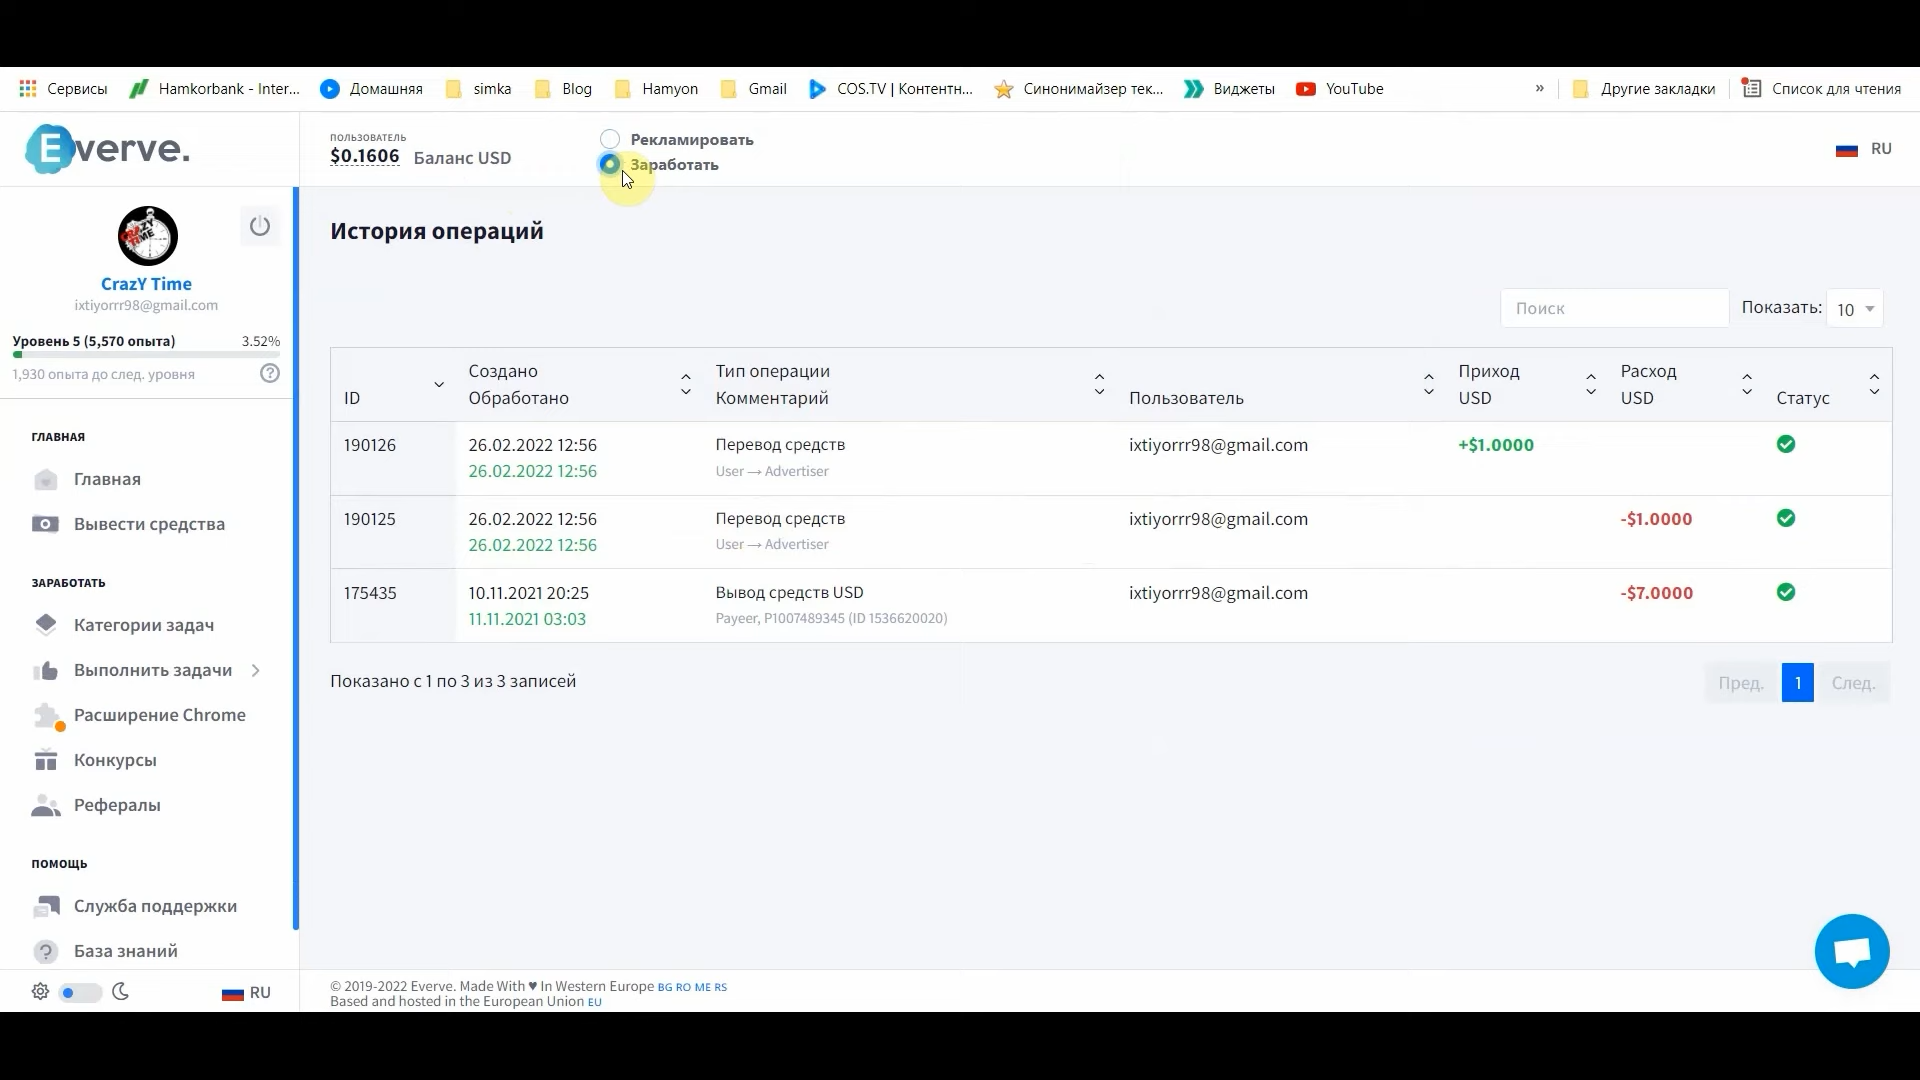 Сервисы
Hamkorbank - Inter...
Домашняя
simka
Blog
Hamyon
Gmail
COS.TV | Контентн...
Синонимайзер тек...
Виджеты
YouTube
»
Другие закладки
Список для чтения
Everve.
ПОЛЬЗОВАТЕЛЬ
$0.1606 Баланс USD
Рекламировать
Заработать
RU
CRAZY TIME
CrazY Time
ixtiyorrr98@gmail.com
Уровень 5 (5,570 опыта) 3.52%
1,930 опыта до след. уровня
ГЛАВНАЯ
Главная
Вывести средства
ЗАРАБОТАТЬ
Категории задач
Выполнить задачи
Расширение Chrome
Конкурсы
Рефералы
ПОМОЩЬ
Служба поддержки
База знаний
RU
История операций
Поиск
Показать: 10
ID
Создано
Обработано
Тип операции
Комментарий
Пользователь
Приход
USD
Расход
USD
Статус
190126
26.02.2022 12:56
26.02.2022 12:56
Перевод средств
User → Advertiser
ixtiyorrr98@gmail.com
+$1.0000
190125
26.02.2022 12:56
26.02.2022 12:56
Перевод средств
User → Advertiser
ixtiyorrr98@gmail.com
-$1.0000
175435
10.11.2021 20:25
11.11.2021 03:03
Вывод средств USD
Payeer, P1007489345 (ID 1536620020)
ixtiyorrr98@gmail.com
-$7.0000
Показано с 1 по 3 из 3 записей
Пред. 1 След.
© 2019-2022 Everve. Made With ♥ In Western Europe BG RO ME RS
Based and hosted in the European Union EU